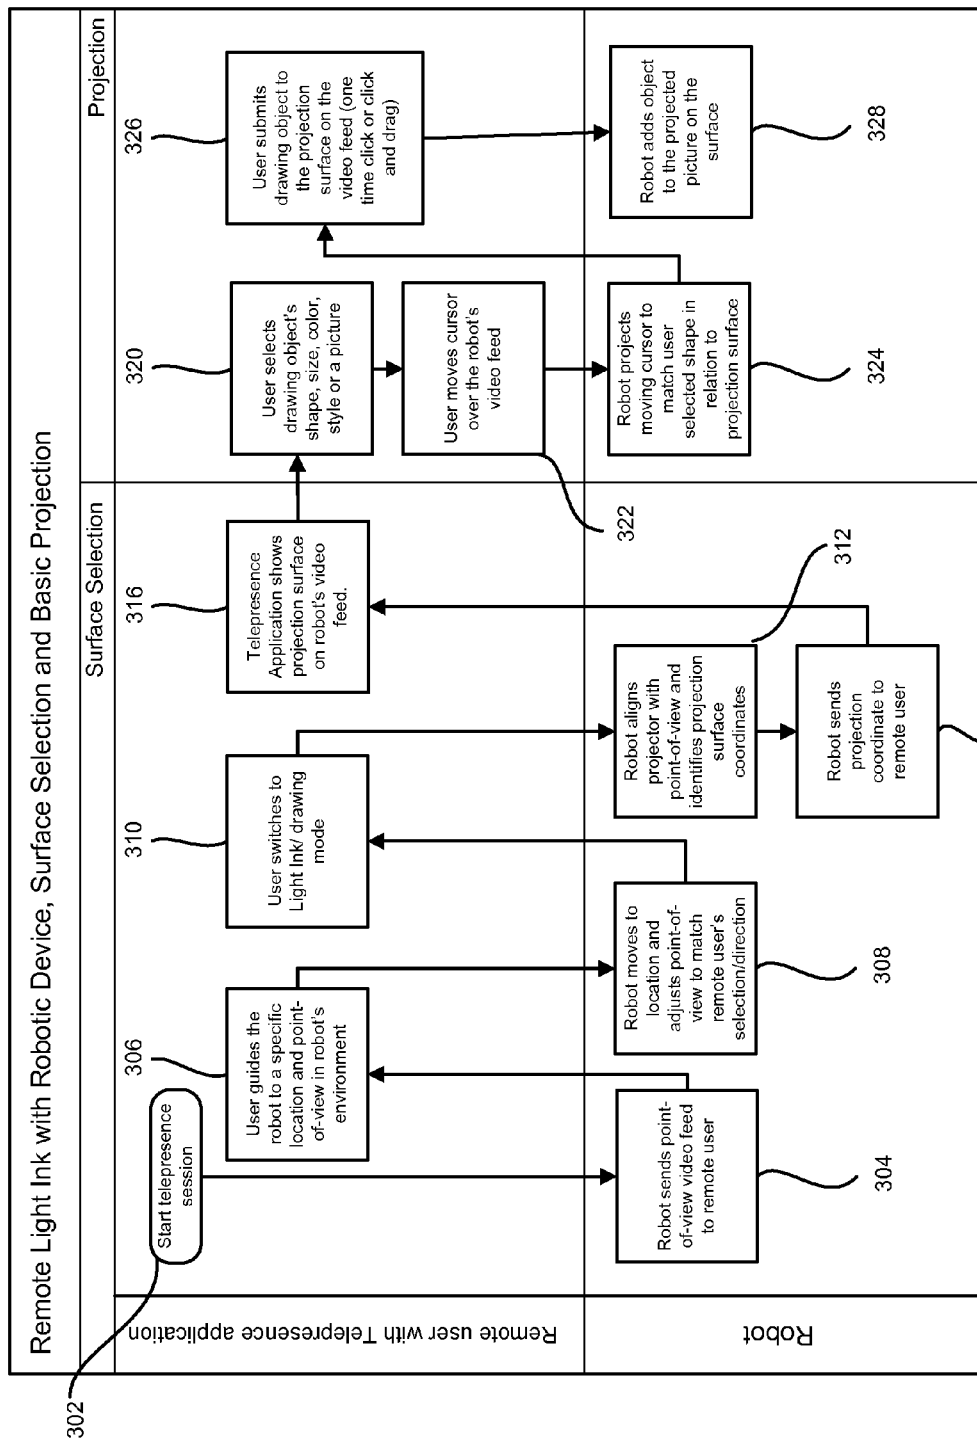 Remote Light Ink with Robotic Device, Surface Selection and Basic Projection
Surface Selection
Projection
Remote user with Telepresence application
Robot
302
Start telepresence
session
304
Robot sends point-
of-view video feed
to remote user
306
User guides the
robot to a specific
location and point-
of-view in robot's
environment
308
Robot moves to
location and
adjusts point-of-
view to match
remote user's
selection/direction
310
User switches to
Light Ink/ drawing
mode
312
Robot aligns
projector with
point-of-view and
identifies projection
surface
coordinates
Robot sends
projection
coordinate to
remote user
316
Telepresence
Application shows
projection surface
on robot's video
feed.
320
User selects
drawing object's
shape, size, color,
style or a picture
322
User moves cursor
over the robot's
video feed
324
Robot projects
moving cursor to
match user
selected shape in
relation to
projection surface
326
User submits
drawing object to
the projection
surface on the
video feed (one
time click or click
and drag)
328
Robot adds object
to the projected
picture on the
surface